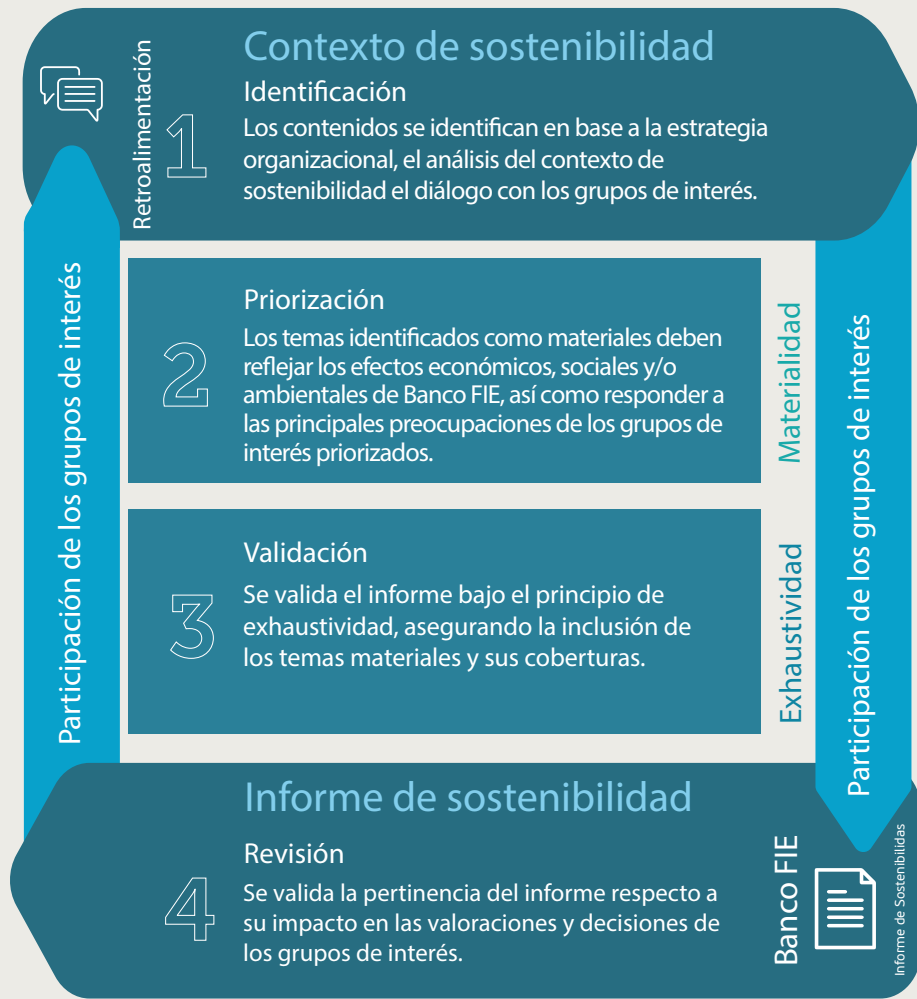 Contexto de sostenibilidad
Retroalimentación
1
Identificación
Los contenidos se identifican en base a la estrategia
organizacional, el análisis del contexto de
sostenibilidad el diálogo con los grupos de interés.
Participación de los grupos de interés
2
Priorización
Los temas identificados como materiales deben
reflejar los efectos económicos, sociales y/o
ambientales de Banco FIE, así como responder a
las principales preocupaciones de los grupos de
interés priorizados.
Materialidad
Participación de los grupos de interés
3
Validación
Se valida el informe bajo el principio de
exhaustividad, asegurando la inclusión de
los temas materiales y sus coberturas.
Exhaustividad
Informe de sostenibilidad
4
Revisión
Se valida la pertinencia del informe respecto a
su impacto en las valoraciones y decisiones de
los grupos de interés.
Banco FIE
Informe de Sostenibilidas